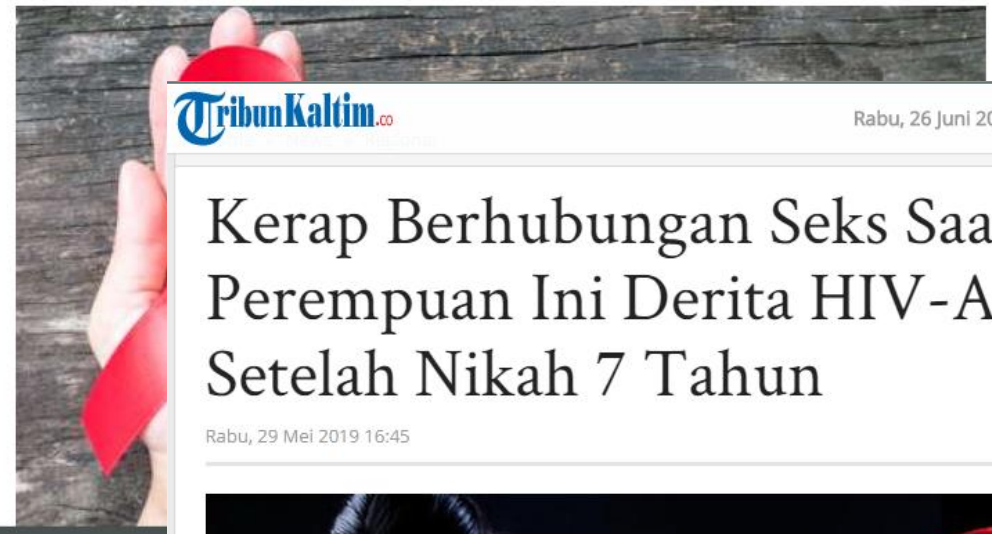 TribunKaltim.co
Rabu, 26 Juni 20
Kerap Berhubungan Seks Saa
Perempuan Ini Derita HIV-A
Setelah Nikah 7 Tahun
Rabu, 29 Mei 2019 16:45